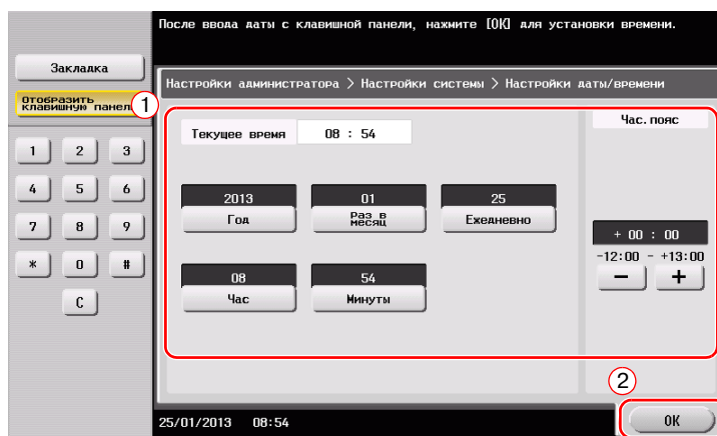 После ввода даты с клавишной панели, нажмите [OK] для установки времени.
Закладка
Отобразить
клавишную панель
1
Настройки администратора > Настройки системы > Настройки даты/времени
Текущее время
08 : 54
Час. пояс
1 2 3
4 5 6
7 8 9
* 0 #
C
2013
01
25
Год
Раз в
месяц
Ежедневно
08
54
Час
Минуты
+ 00 : 00
-12:00 - +13:00
− +
2
25/01/2013 08:54
OK